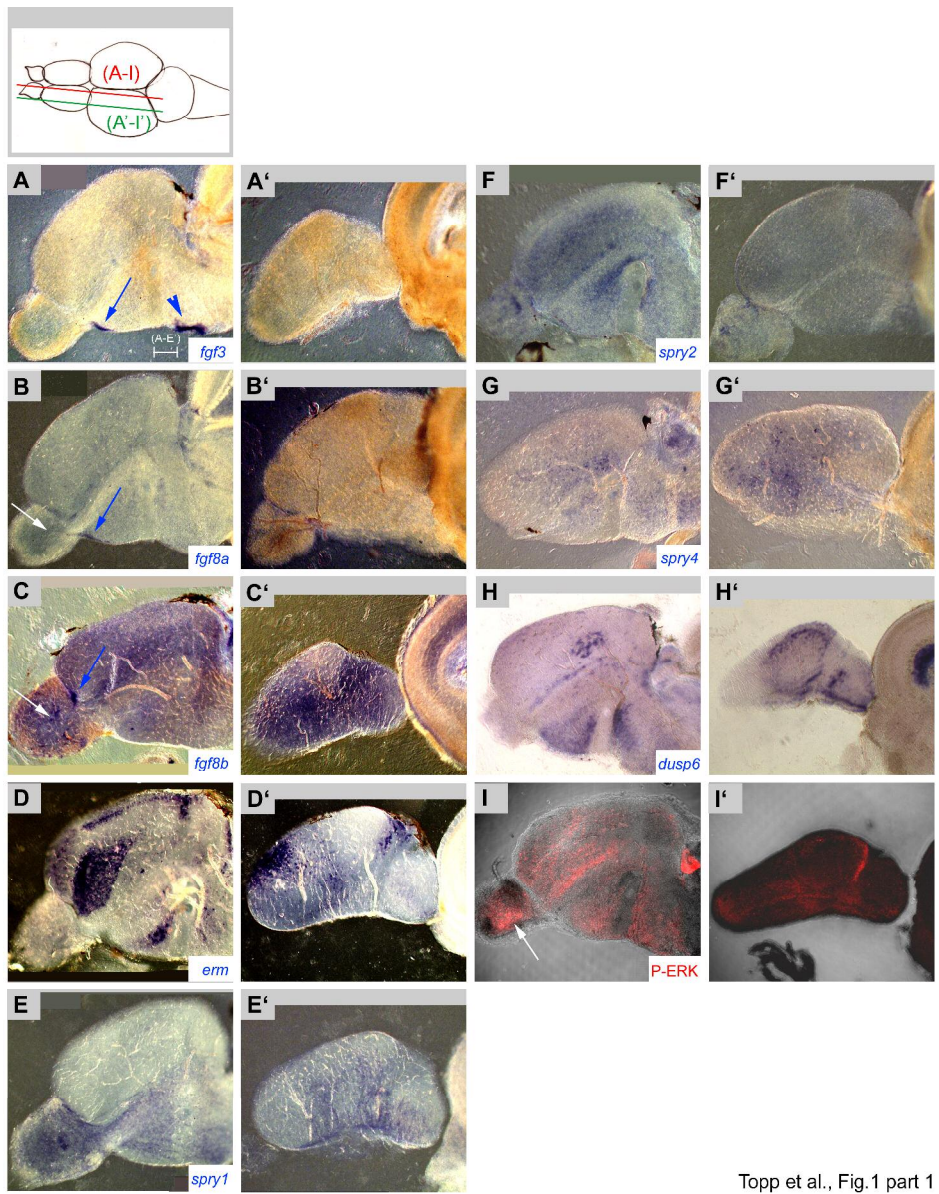 (A-I)
(A'-I')
A
A'
F
F'
fgf3
(A-E')
spry2
B
B'
G
G'
fgf8a
spry4
C
C'
H
H'
fgf8b
dusp6
D
D'
I
I'
erm
P-ERK
E
E'
spry1
Topp et al., Fig.1 part 1